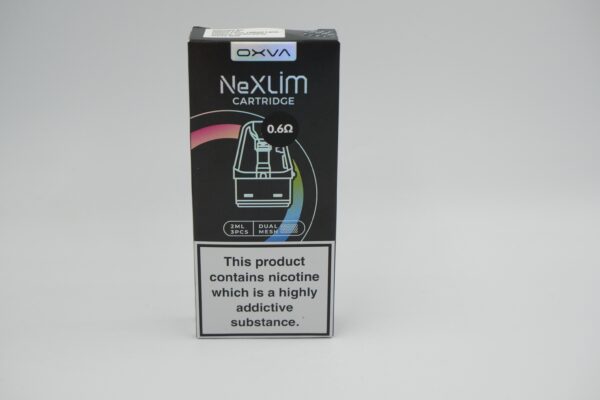 OXVA
NeXLiM
CARTRIDGE
0.6Ω
2ML
3PCS
DUAL
MESH
This product
contains nicotine
which is a highly
addictive
substance.